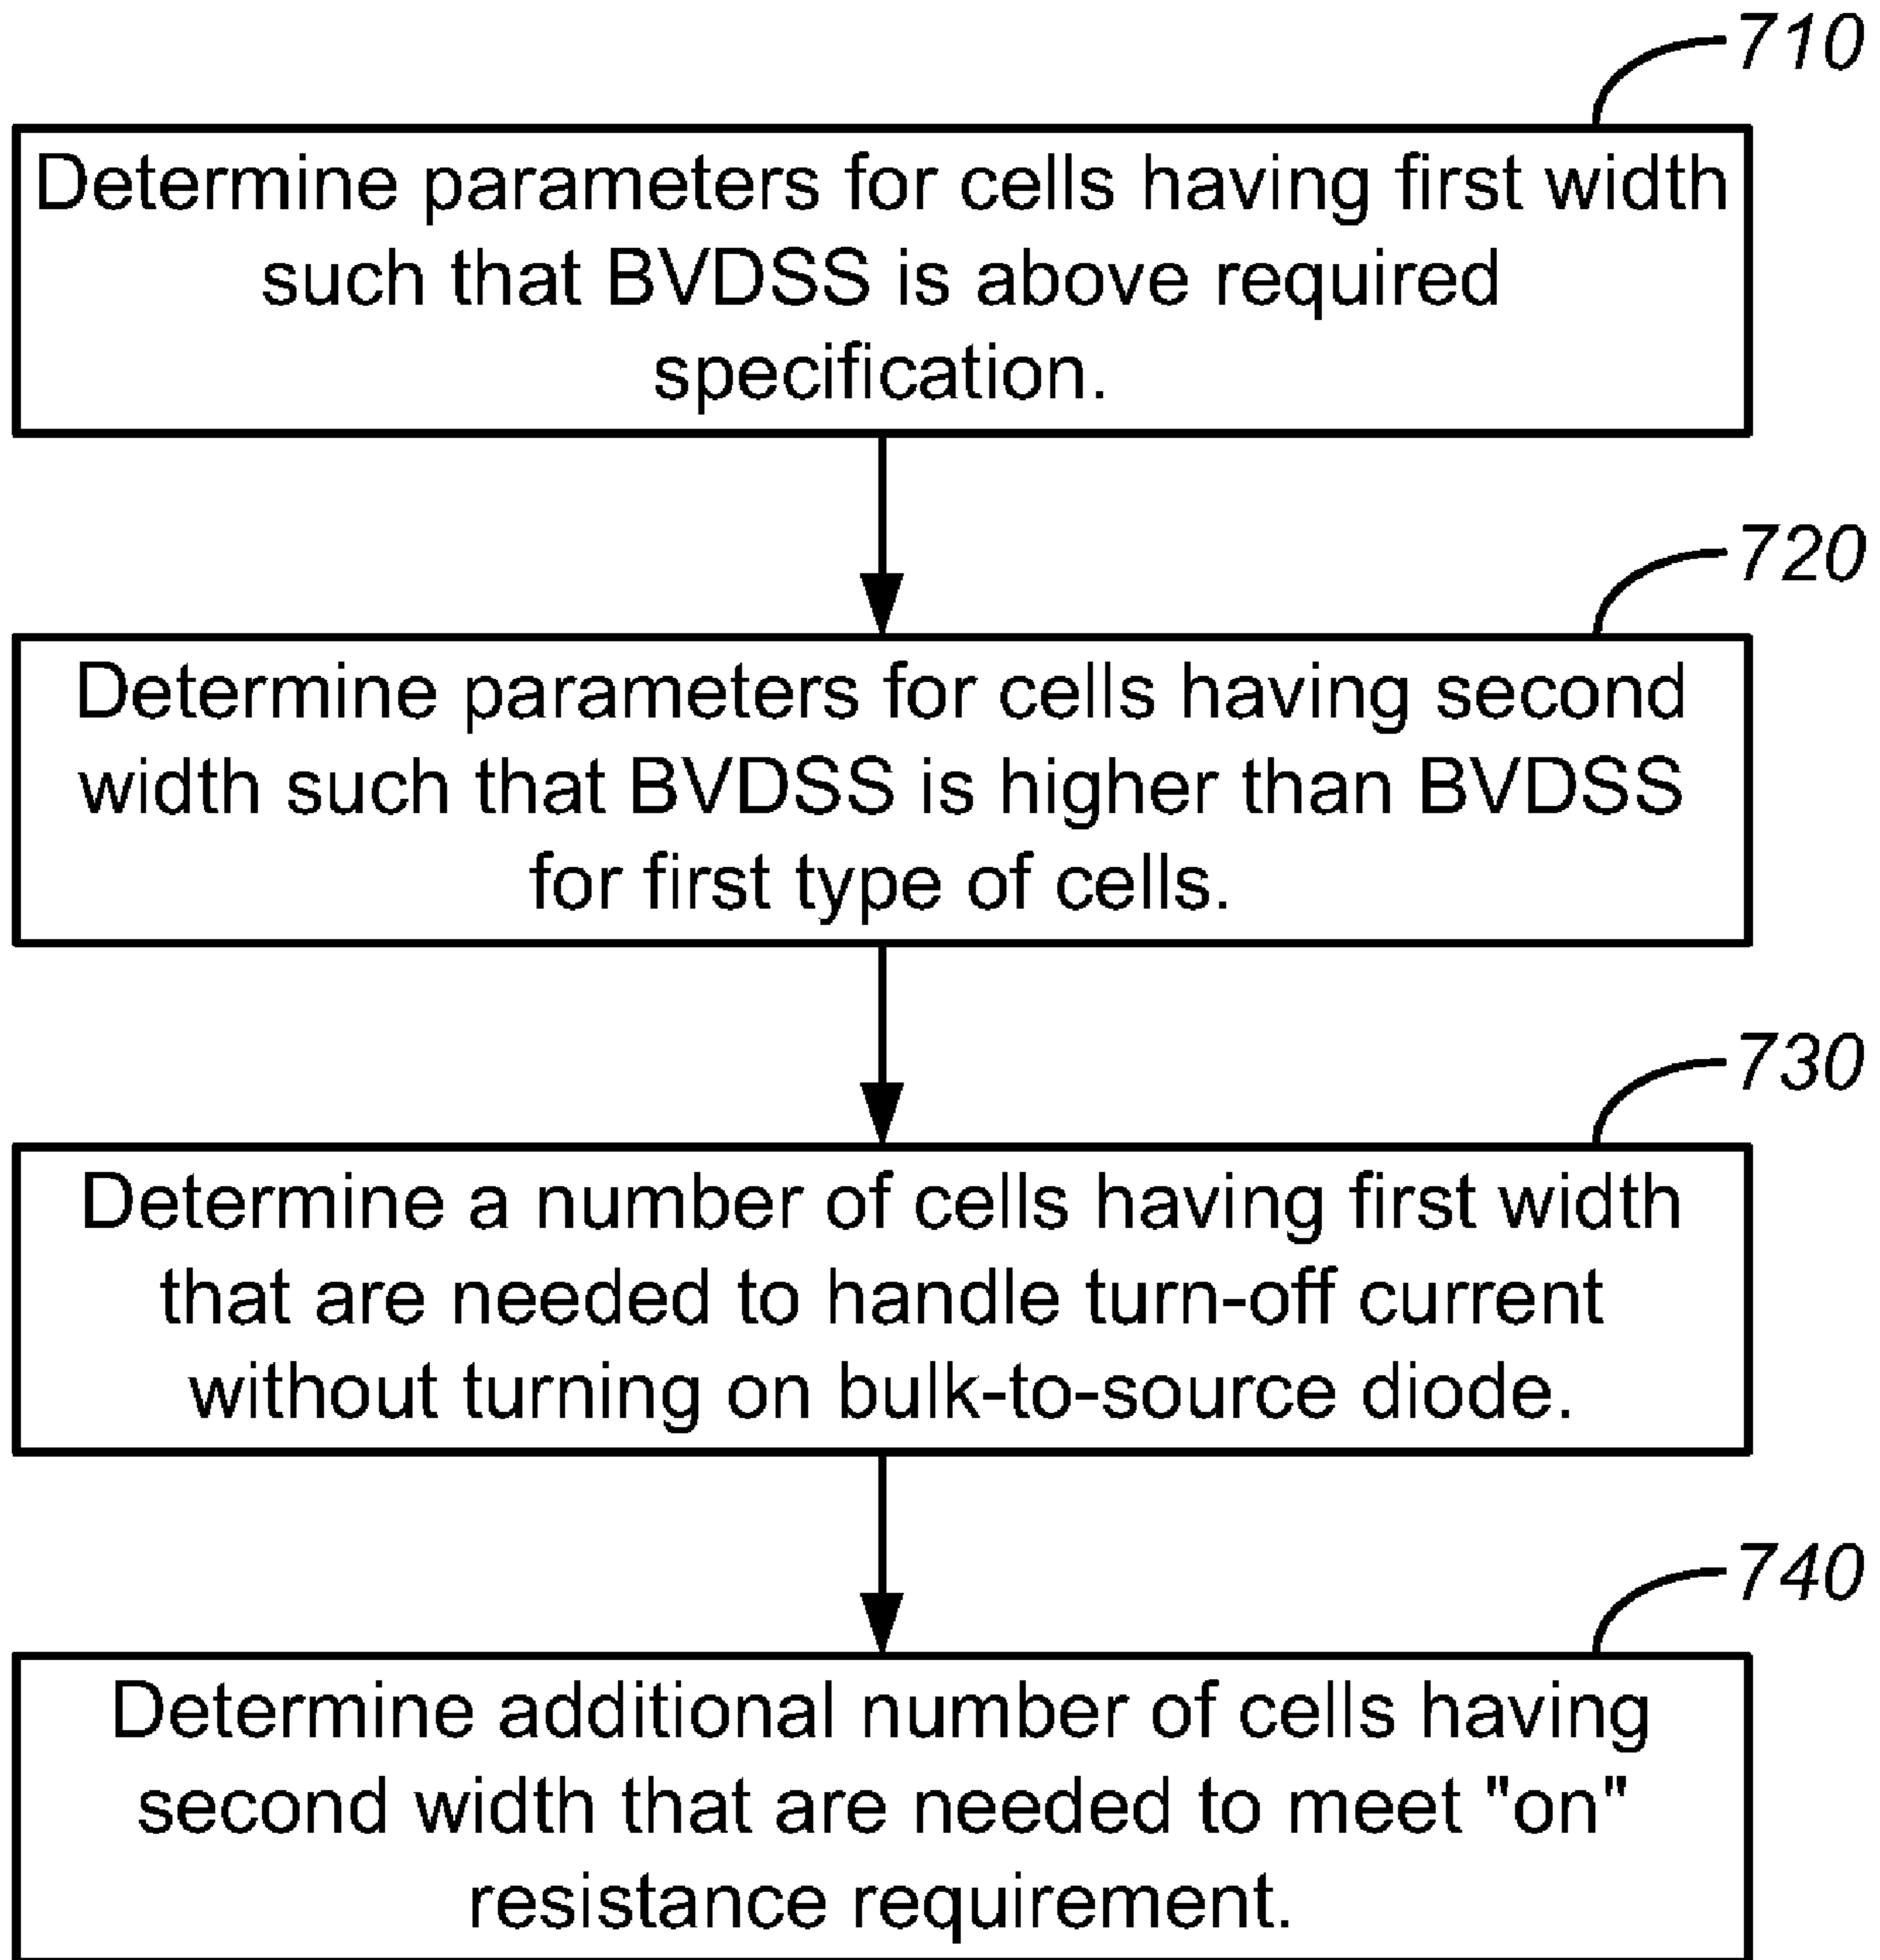 710
Determine parameters for cells having first width
such that BVDSS is above required
specification.
720
Determine parameters for cells having second
width such that BVDSS is higher than BVDSS
for first type of cells.
730
Determine a number of cells having first width
that are needed to handle turn-off current
without turning on bulk-to-source diode.
740
Determine additional number of cells having
second width that are needed to meet "on"
resistance requirement.